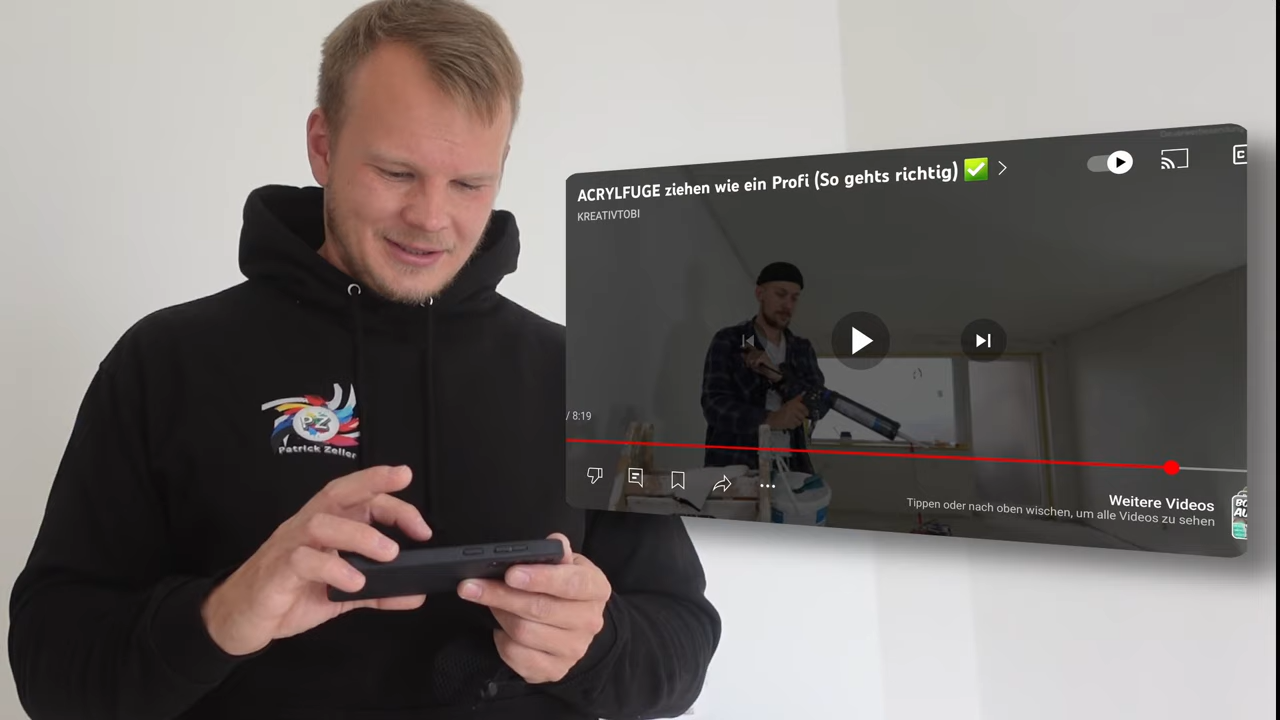 ACRYLFUGE ziehen wie ein Profi (So gehts richtig) ✅
KREATIVTOBI
/ 8:19
Weitere Videos
Tippen oder nach oben wischen, um alle Videos zu sehen
PZ
Patrick Zeller